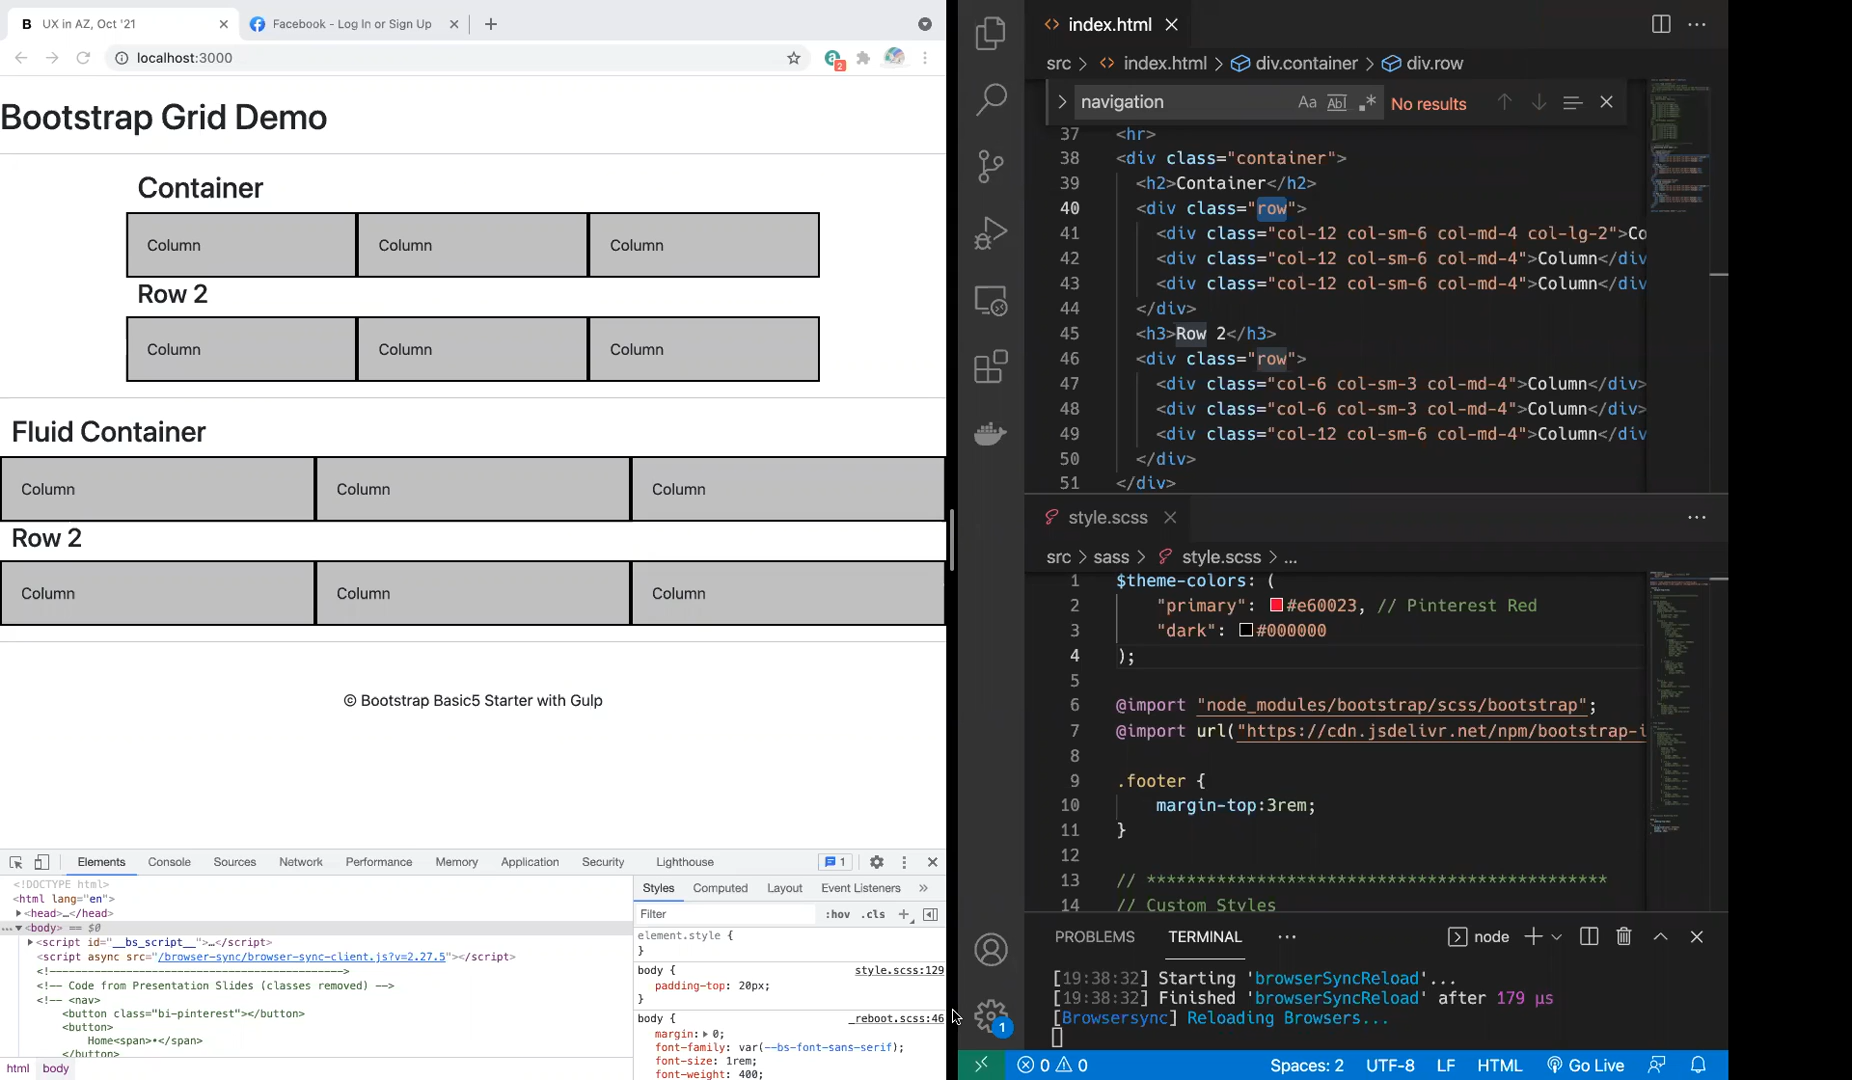 B UX in AZ, Oct '21
Facebook - Log In or Sign Up
localhost:3000
2
Bootstrap Grid Demo
Container
Column Column Column
Row 2
Column Column Column
Fluid Container
Column Column Column
Row 2
Column Column Column
© Bootstrap Basic5 Starter with Gulp
Elements Console Sources Network Performance Memory Application Security Lighthouse 1
<!DOCTYPE html>
<html lang="en">
<head>…</head>
… <body> == $0
<script id="__bs_script__">…</script>
<script async src="/browser-sync/browser-sync-client.js?v=2.27.5"></script>
<!-------------------------------------------->
<!-- Code from Presentation Slides (classes removed) -->
<!-- <nav>
<button class="bi-pinterest"></button>
<button>
Home<span>•</span>
</button>
html body
Styles Computed Layout Event Listeners »
Filter :hov .cls +
element.style {
}
body { style.scss:129
padding-top: 20px;
}
body { _reboot.scss:46
margin: 0;
font-family: var(--bs-font-sans-serif);
font-size: 1rem;
font-weight: 400;
index.html
src > index.html > div.container > div.row
navigation Aa Abl .* No results
37 <hr>
38 <div class="container">
39 <h2>Container</h2>
40 <div class="row">
41 <div class="col-12 col-sm-6 col-md-4 col-lg-2">Co
42 <div class="col-12 col-sm-6 col-md-4">Column</div
43 <div class="col-12 col-sm-6 col-md-4">Column</div
44 </div>
45 <h3>Row 2</h3>
46 <div class="row">
47 <div class="col-6 col-sm-3 col-md-4">Column</div>
48 <div class="col-6 col-sm-3 col-md-4">Column</div>
49 <div class="col-12 col-sm-6 col-md-4">Column</div
50 </div>
51 </div>
style.scss
src > sass > style.scss > ...
1 $theme-colors: (
2 "primary": #e60023, // Pinterest Red
3 "dark": #000000
4 );
5
6 @import "node_modules/bootstrap/scss/bootstrap";
7 @import url("https://cdn.jsdelivr.net/npm/bootstrap-i
8
9 .footer {
10 margin-top:3rem;
11 }
12
13 // **********************************************
14 // Custom Styles
PROBLEMS TERMINAL ... node
[19:38:32] Starting 'browserSyncReload'...
[19:38:32] Finished 'browserSyncReload' after 179 μs
[Browsersync] Reloading Browsers...
1
0 0 Spaces: 2 UTF-8 LF HTML Go Live